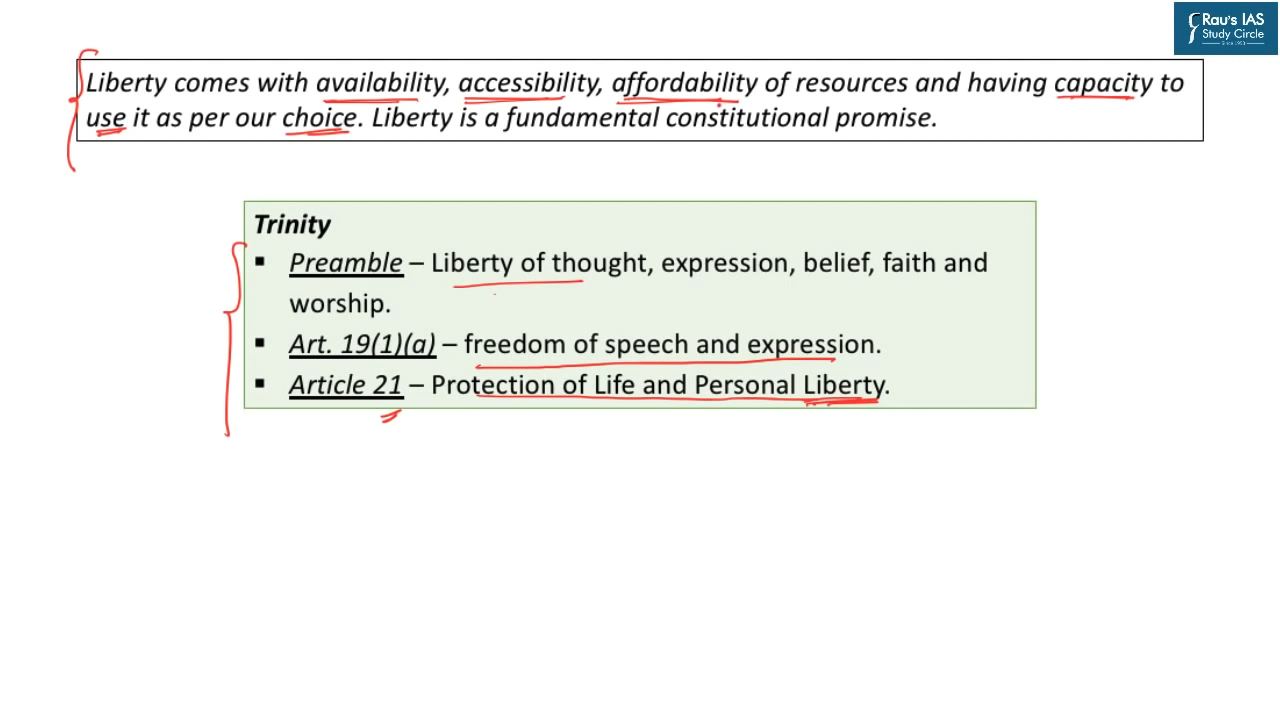 Rau's IAS
Study Circle
Since 1953
Liberty comes with availability, accessibility, affordability of resources and having capacity to
use it as per our choice. Liberty is a fundamental constitutional promise.
Trinity
▪ Preamble – Liberty of thought, expression, belief, faith and
worship.
▪ Art. 19(1)(a) – freedom of speech and expression.
▪ Article 21 – Protection of Life and Personal Liberty.